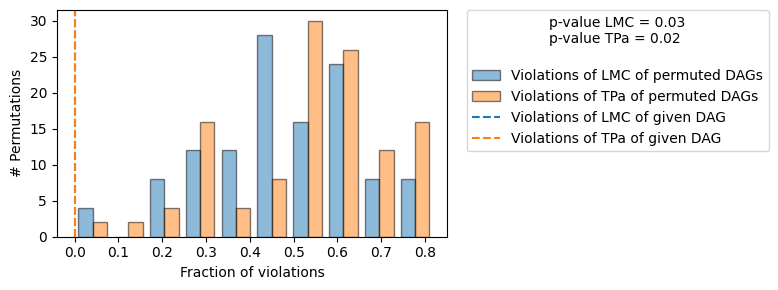 p-value LMC = 0.03
p-value TPa = 0.02
Violations of LMC of permuted DAGs
Violations of TPa of permuted DAGs
Violations of LMC of given DAG
Violations of TPa of given DAG
# Permutations
30
25
20
15
10
5
0
0.0 0.1 0.2 0.3 0.4 0.5 0.6 0.7 0.8
Fraction of violations